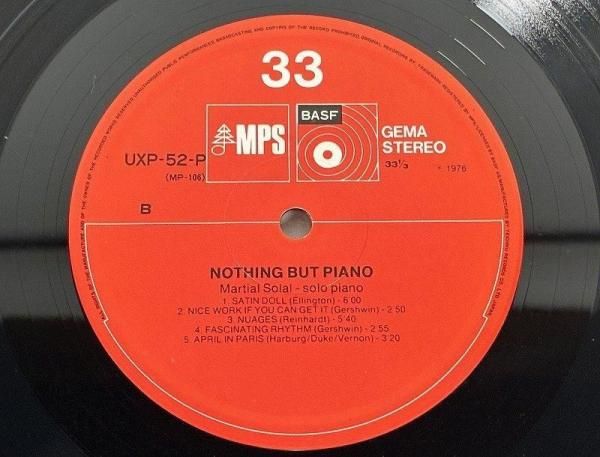 33
MPS
BASF
GEMA
STEREO
UXP-52-P
(MP-106)
33 1/3
1976
B
NOTHING BUT PIANO
Martial Solal - solo piano
1. SATIN DOLL (Ellington) - 6:00
2. NICE WORK IF YOU CAN GET IT (Gershwin) - 2:50
3. NUAGES (Reinhardt) - 5:40
4. FASCINATING RHYTHM (Gershwin) - 2:55
5. APRIL IN PARIS (Harburg/Duke/Vernon) - 3:20